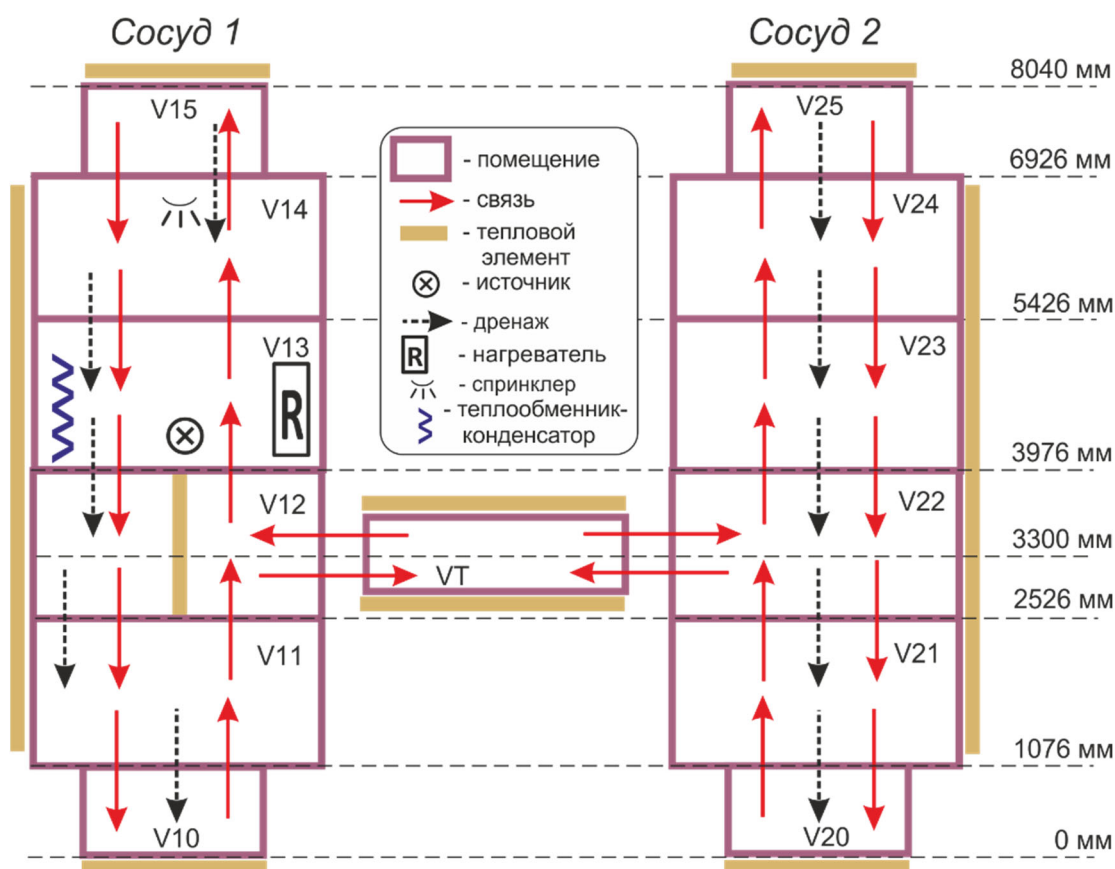 Сосуд 1
Сосуд 2
8040 мм
V15
V25
- помещение
6926 мм
V14
- связь
V24
- тепловой
элемент
- источник
5426 мм
- дренаж
V13
V23
R
- нагреватель
R
- спринклер
- теплообменник-
конденсатор
3976 мм
V12
V22
3300 мм
VT
2526 мм
V11
V21
1076 мм
V10
V20
0 мм